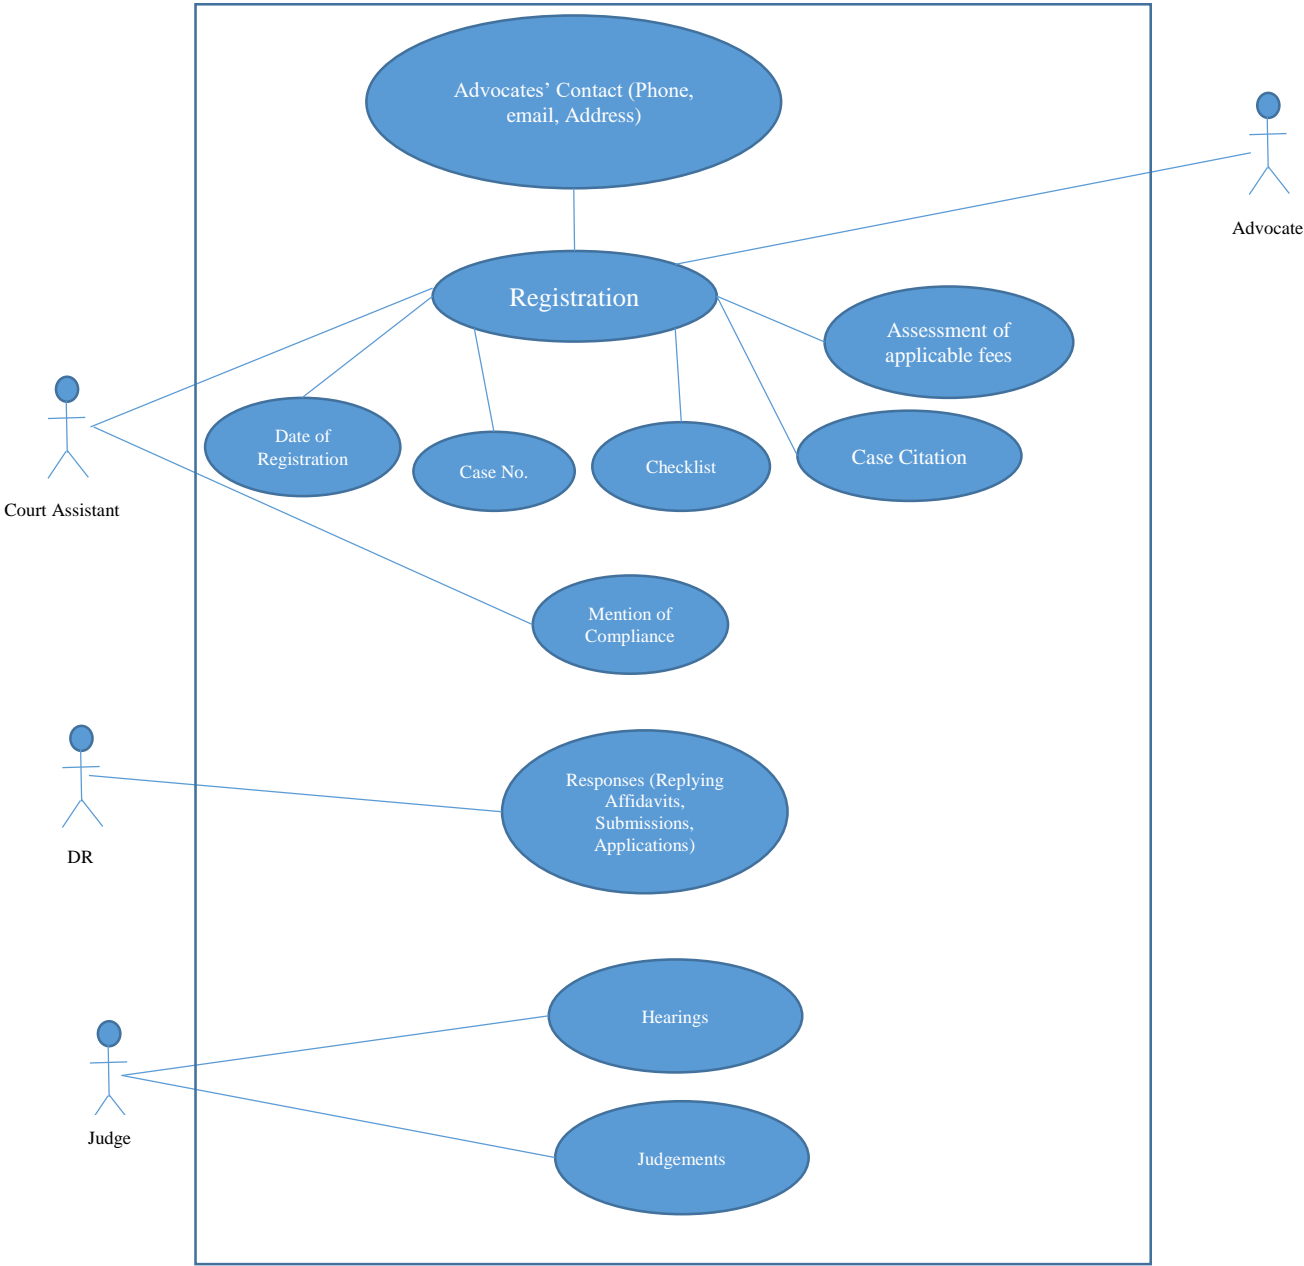 Advocates’ Contact (Phone,
email, Address)
Advocate
Registration
Assessment of
applicable fees
Date of
Registration
Case No.
Checklist
Case Citation
Court Assistant
Mention of
Compliance
Responses (Replying
Affidavits,
Submissions,
Applications)
DR
Hearings
Judge
Judgements